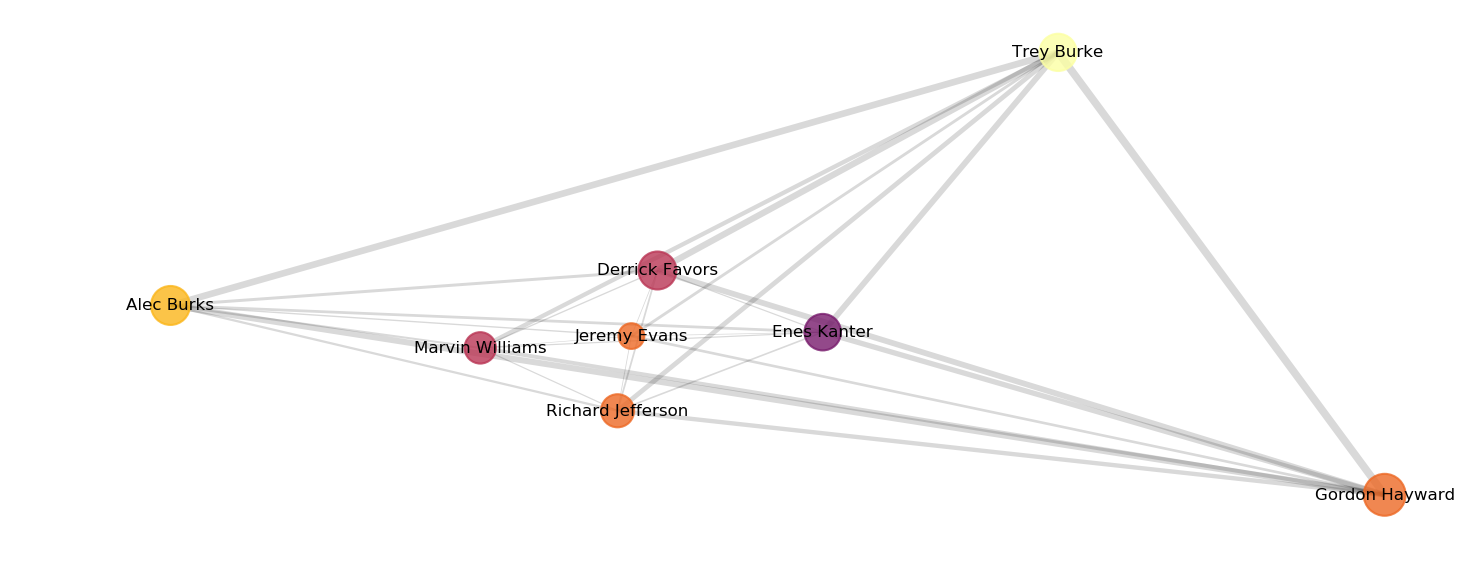 Trey Burke
Derrick Favors
Alec Burks
Jeremy Evans
Enes Kanter
Marvin Williams
Richard Jefferson
Gordon Hayward